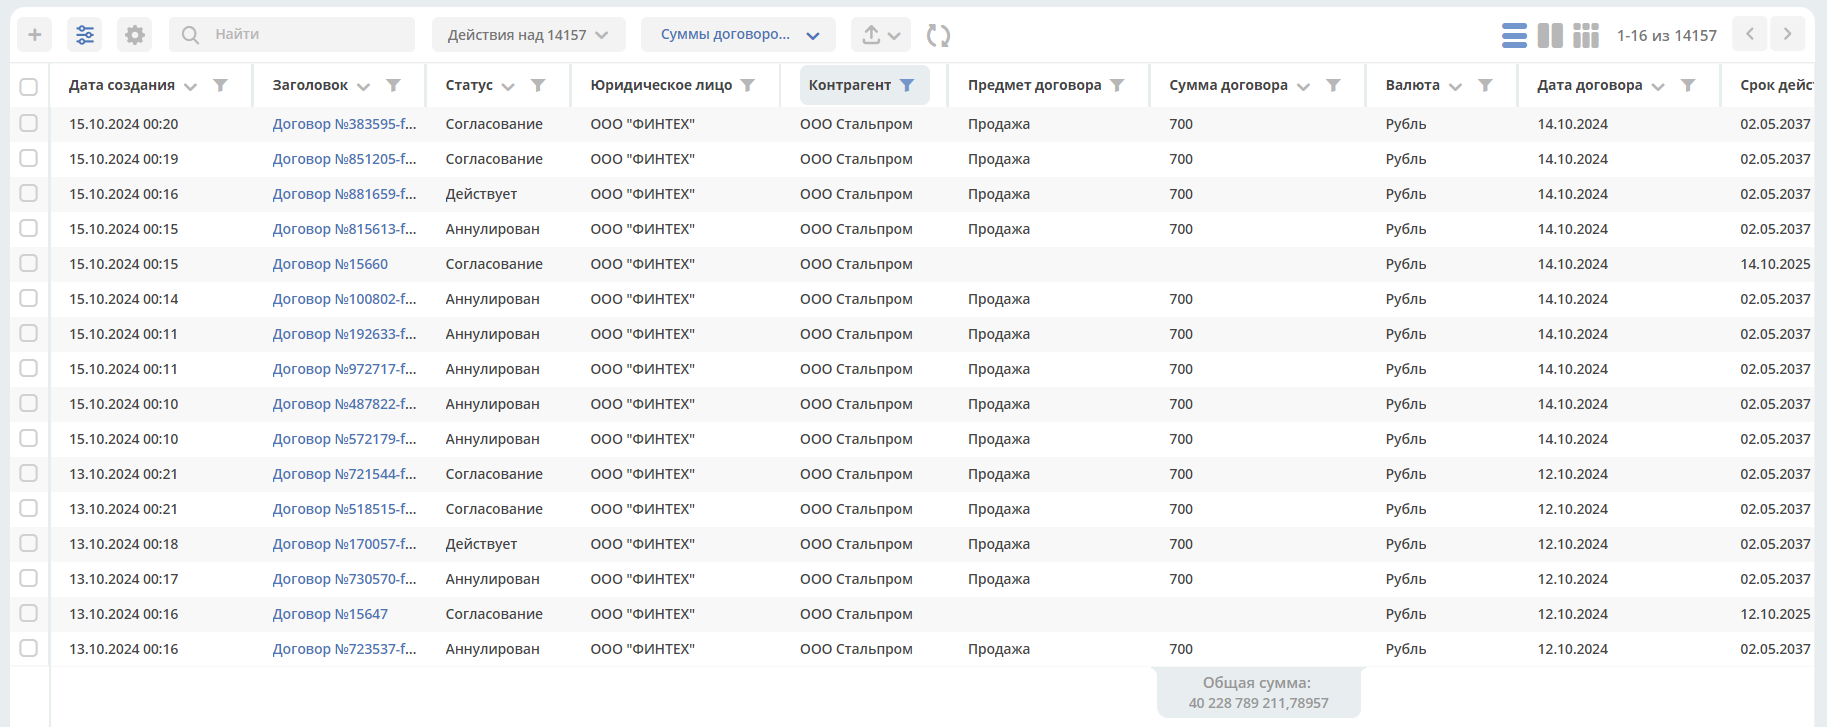 Найти Действия над 14157 Суммы договоро... 1-16 из 14157
Дата создания Заголовок Статус Юридическое лицо Контрагент Предмет договора Сумма договора Валюта Дата договора Срок дейст
15.10.2024 00:20 Договор №383595-f... Согласование ООО "ФИНТЕХ" ООО Стальпром Продажа 700 Рубль 14.10.2024 02.05.2037
15.10.2024 00:19 Договор №851205-f... Согласование ООО "ФИНТЕХ" ООО Стальпром Продажа 700 Рубль 14.10.2024 02.05.2037
15.10.2024 00:16 Договор №881659-f... Действует ООО "ФИНТЕХ" ООО Стальпром Продажа 700 Рубль 14.10.2024 02.05.2037
15.10.2024 00:15 Договор №815613-f... Аннулирован ООО "ФИНТЕХ" ООО Стальпром Продажа 700 Рубль 14.10.2024 02.05.2037
15.10.2024 00:15 Договор №15660 Согласование ООО "ФИНТЕХ" ООО Стальпром Рубль 14.10.2024 14.10.2025
15.10.2024 00:14 Договор №100802-f... Аннулирован ООО "ФИНТЕХ" ООО Стальпром Продажа 700 Рубль 14.10.2024 02.05.2037
15.10.2024 00:11 Договор №192633-f... Аннулирован ООО "ФИНТЕХ" ООО Стальпром Продажа 700 Рубль 14.10.2024 02.05.2037
15.10.2024 00:11 Договор №972717-f... Аннулирован ООО "ФИНТЕХ" ООО Стальпром Продажа 700 Рубль 14.10.2024 02.05.2037
15.10.2024 00:10 Договор №487822-f... Аннулирован ООО "ФИНТЕХ" ООО Стальпром Продажа 700 Рубль 14.10.2024 02.05.2037
15.10.2024 00:10 Договор №572179-f... Аннулирован ООО "ФИНТЕХ" ООО Стальпром Продажа 700 Рубль 14.10.2024 02.05.2037
13.10.2024 00:21 Договор №721544-f... Согласование ООО "ФИНТЕХ" ООО Стальпром Продажа 700 Рубль 12.10.2024 02.05.2037
13.10.2024 00:21 Договор №518515-f... Согласование ООО "ФИНТЕХ" ООО Стальпром Продажа 700 Рубль 12.10.2024 02.05.2037
13.10.2024 00:18 Договор №170057-f... Действует ООО "ФИНТЕХ" ООО Стальпром Продажа 700 Рубль 12.10.2024 02.05.2037
13.10.2024 00:17 Договор №730570-f... Аннулирован ООО "ФИНТЕХ" ООО Стальпром Продажа 700 Рубль 12.10.2024 02.05.2037
13.10.2024 00:16 Договор №15647 Согласование ООО "ФИНТЕХ" ООО Стальпром Рубль 12.10.2024 12.10.2025
13.10.2024 00:16 Договор №723537-f... Аннулирован ООО "ФИНТЕХ" ООО Стальпром Продажа 700 Рубль 12.10.2024 02.05.2037
Общая сумма:
40 228 789 211,78957